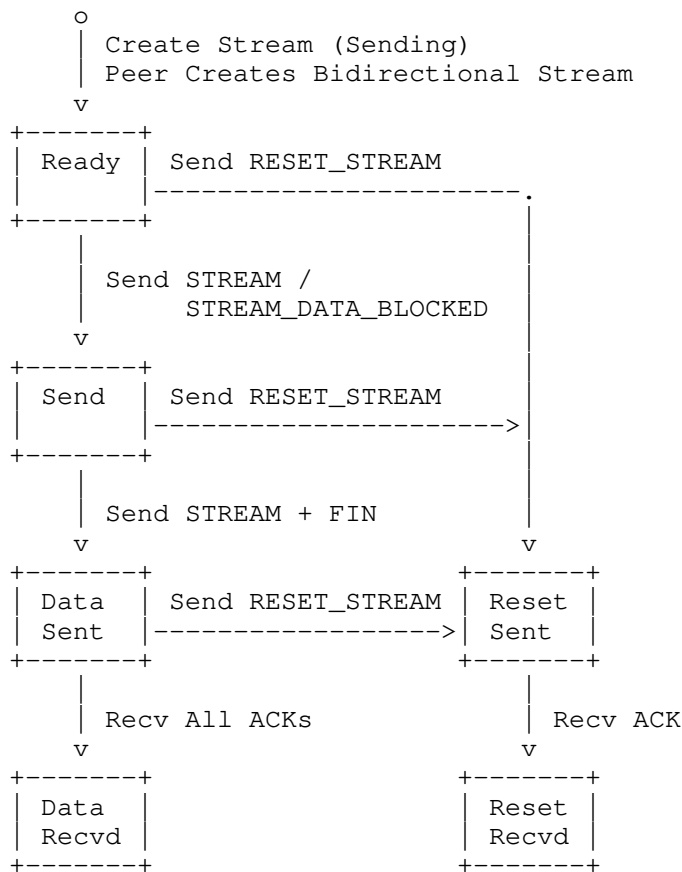 o
Create Stream (Sending)
Peer Creates Bidirectional Stream
v
Ready Send RESET_STREAM
Send STREAM /
STREAM_DATA_BLOCKED
v
Send Send RESET_STREAM
Send STREAM + FIN
v v
Data Send RESET_STREAM Reset
Sent Sent
Recv All ACKs Recv ACK
v v
Data Reset
Recvd Recvd